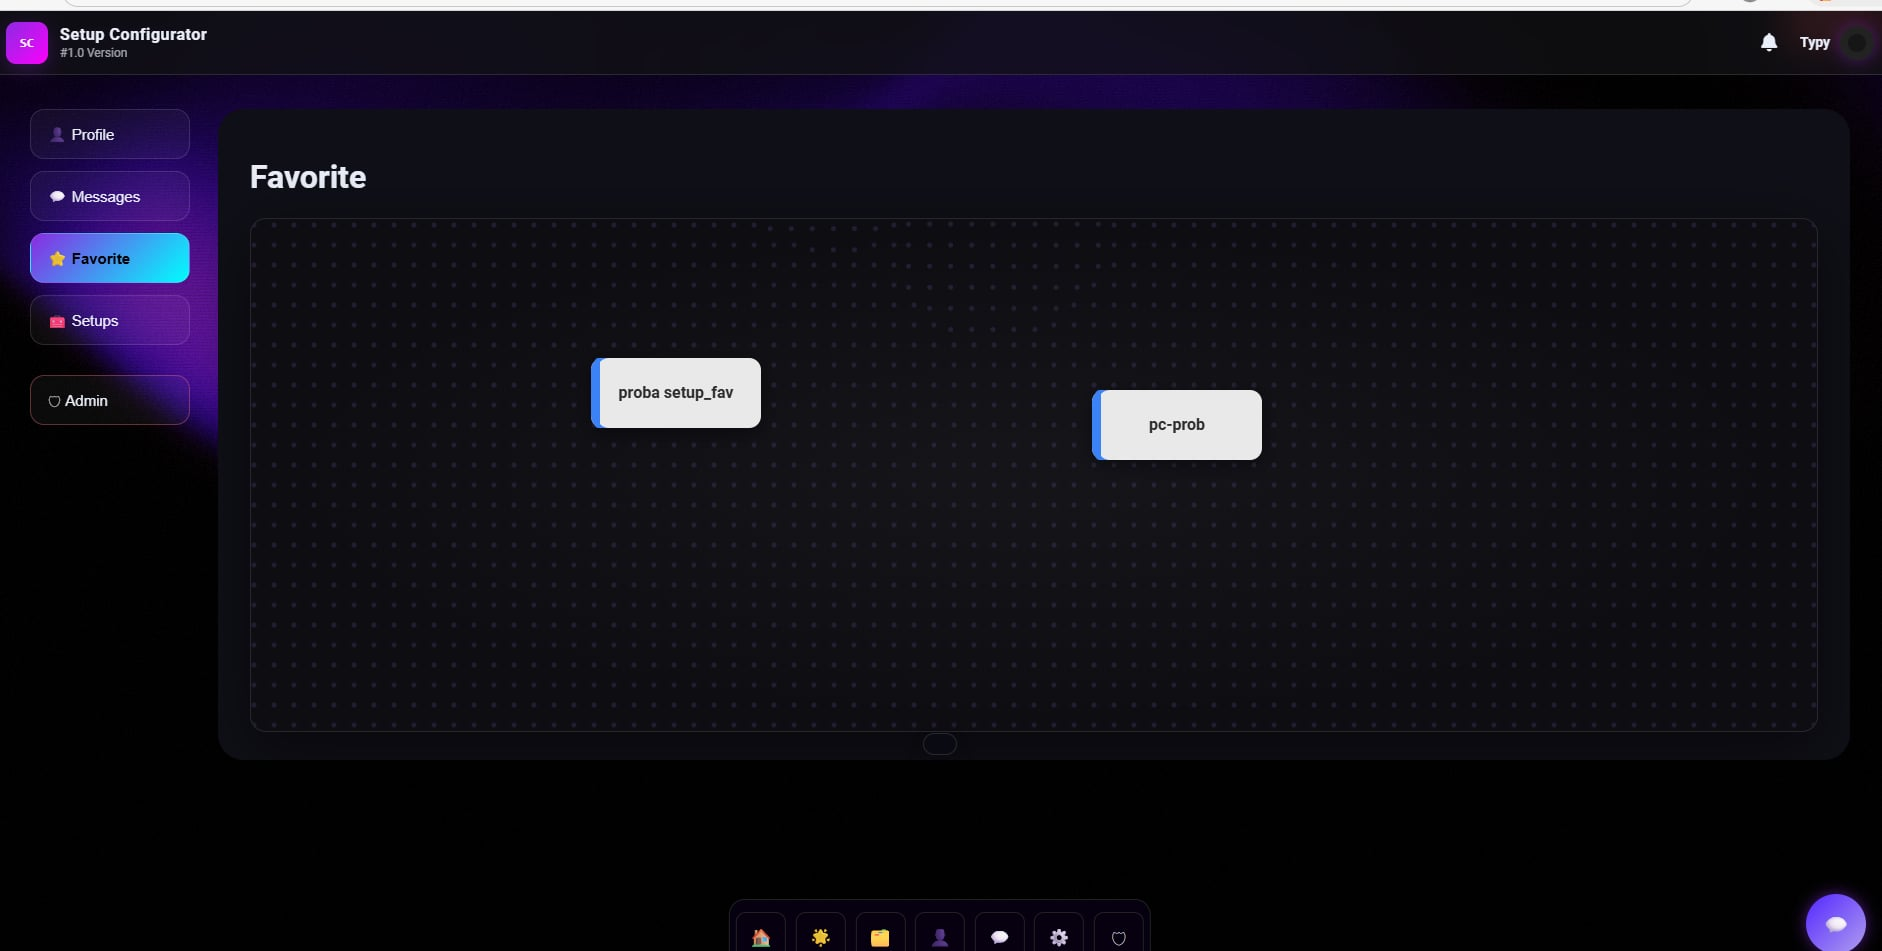 SC
Setup Configurator
#1.0 Version
Typy
Profile
Messages
Favorite
Setups
Admin
Favorite
proba setup_fav
pc-prob